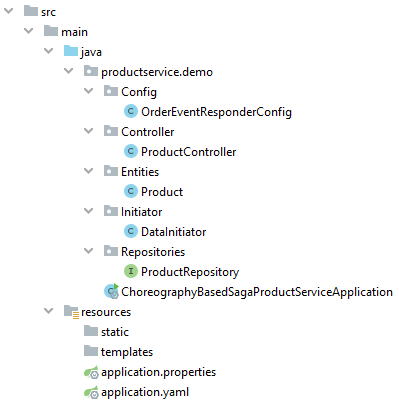 src
main
java
productservice.demo
Config
OrderEventResponderConfig
Controller
ProductController
Entities
Product
Initiator
DataInitiator
Repositories
ProductRepository
ChoreographyBasedSagaProductServiceApplication
resources
static
templates
application.properties
application.yaml